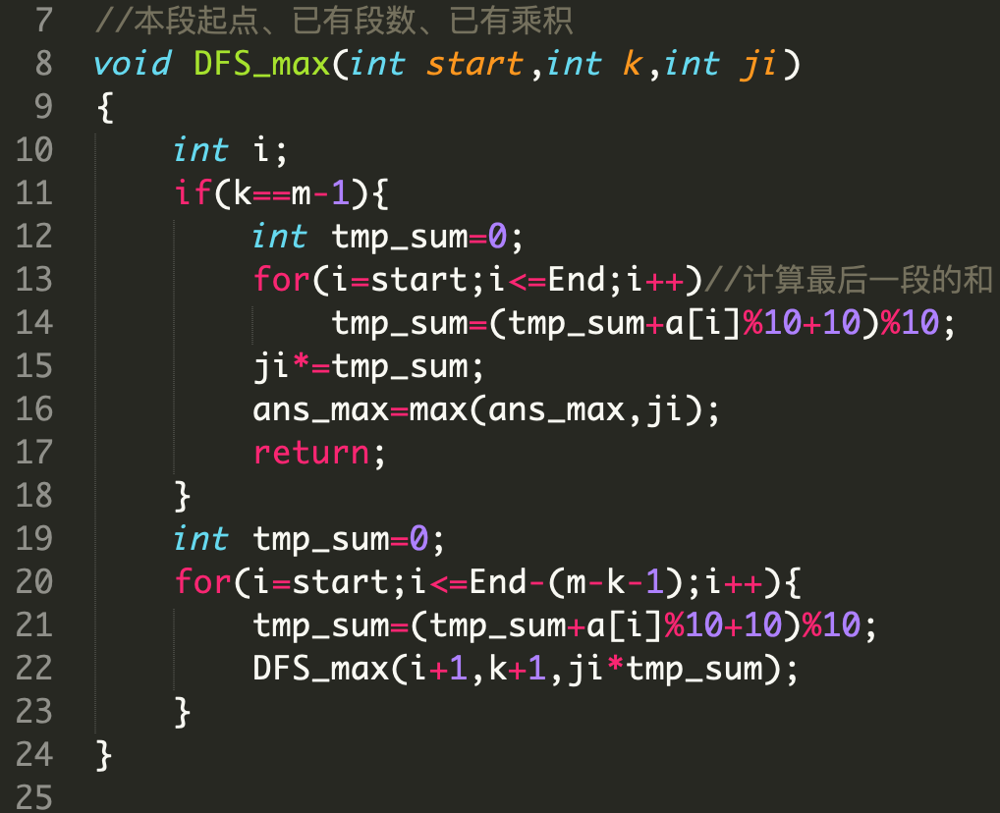 7 //本段起点、已有段数、已有乘积
8 void DFS_max(int start,int k,int ji)
9 {
10     int i;
11     if(k==m-1){
12         int tmp_sum=0;
13         for(i=start;i<=End;i++)//计算最后一段的和
14             tmp_sum=(tmp_sum+a[i]%10+10)%10;
15         ji*=tmp_sum;
16         ans_max=max(ans_max,ji);
17         return;
18     }
19     int tmp_sum=0;
20     for(i=start;i<=End-(m-k-1);i++){
21         tmp_sum=(tmp_sum+a[i]%10+10)%10;
22         DFS_max(i+1,k+1,ji*tmp_sum);
23     }
24 }
25